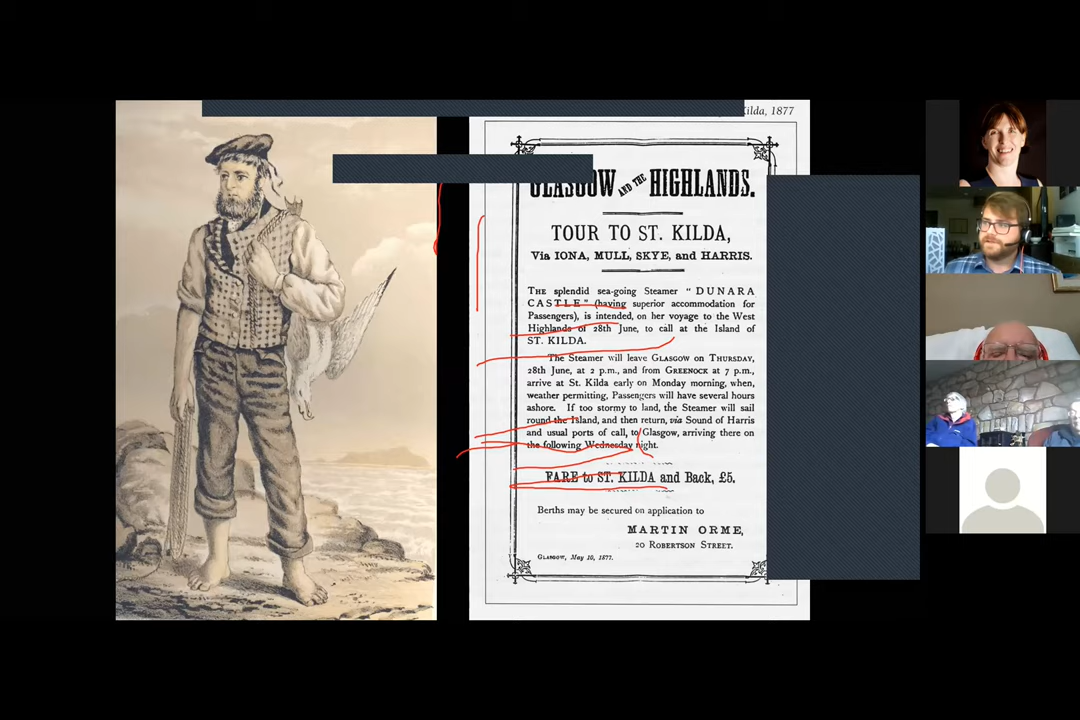 ilda, 1877
GLASGOW AND THE HIGHLANDS.
TOUR TO ST. KILDA,
Via IONA, MULL, SKYE, and HARRIS.
THE splendid sea-going Steamer “DUNARA
CASTLE” (having superior accommodation for
Passengers), is intended, on her voyage to the West
Highlands of 28th June, to call at the Island of
ST. KILDA.
The Steamer will leave GLASGOW on THURSDAY,
28th June, at 2 p.m., and from GREENOCK at 7 p.m.,
arrive at St. Kilda early on Monday morning, when,
weather permitting, Passengers will have several hours
ashore. If too stormy to land, the Steamer will sail
round the Island, and then return, via Sound of Harris
and usual ports of call, to Glasgow, arriving there on
the following Wednesday night.
FARE to ST. KILDA and Back, £5.
Berths may be secured on application to
MARTIN ORME,
20 ROBERTSON STREET.
GLASGOW, May 10, 1877.